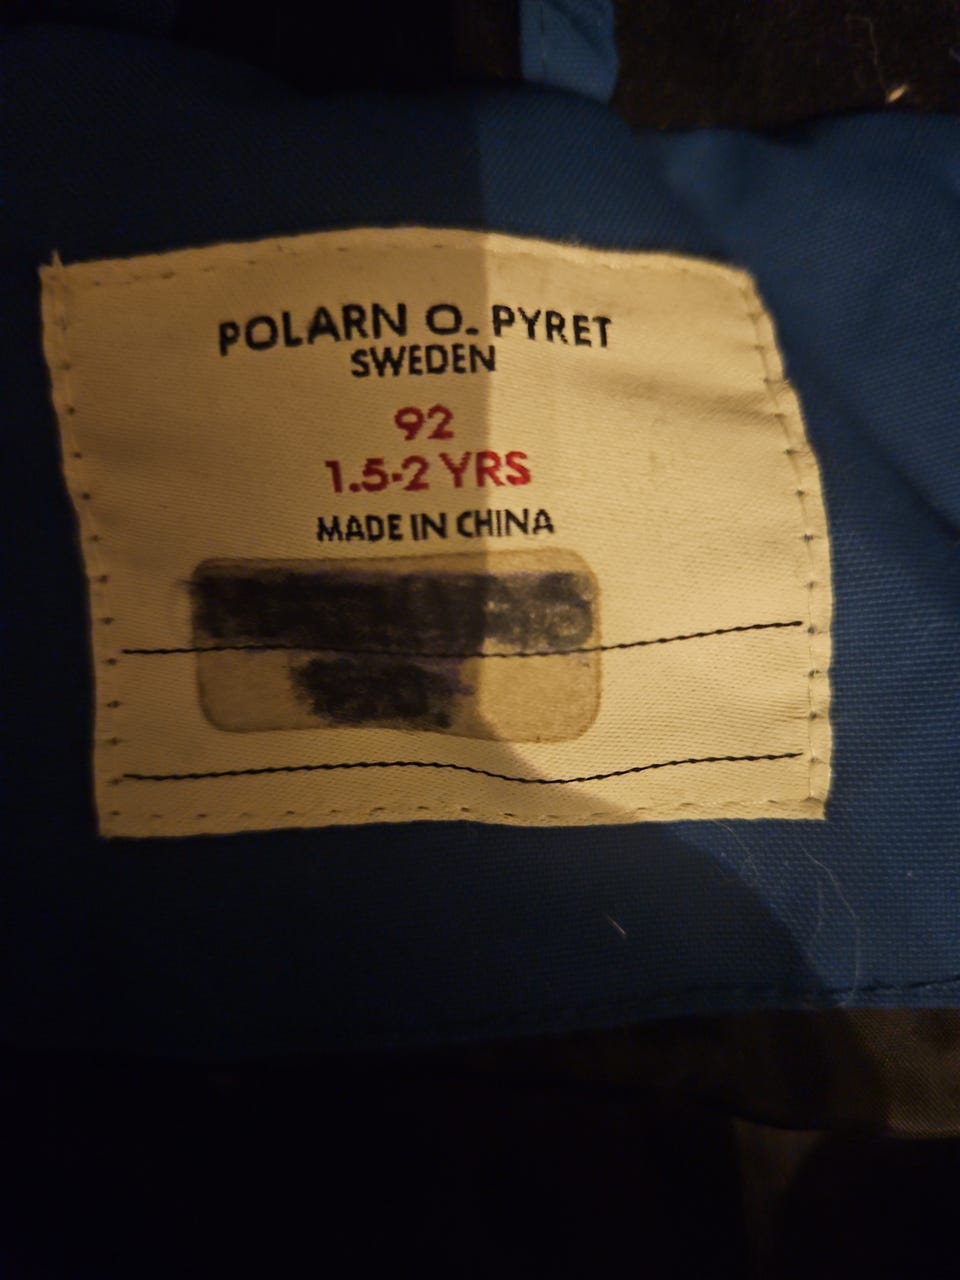 POLARN O. PYRET
SWEDEN
92
1.5-2 YRS
MADE IN CHINA